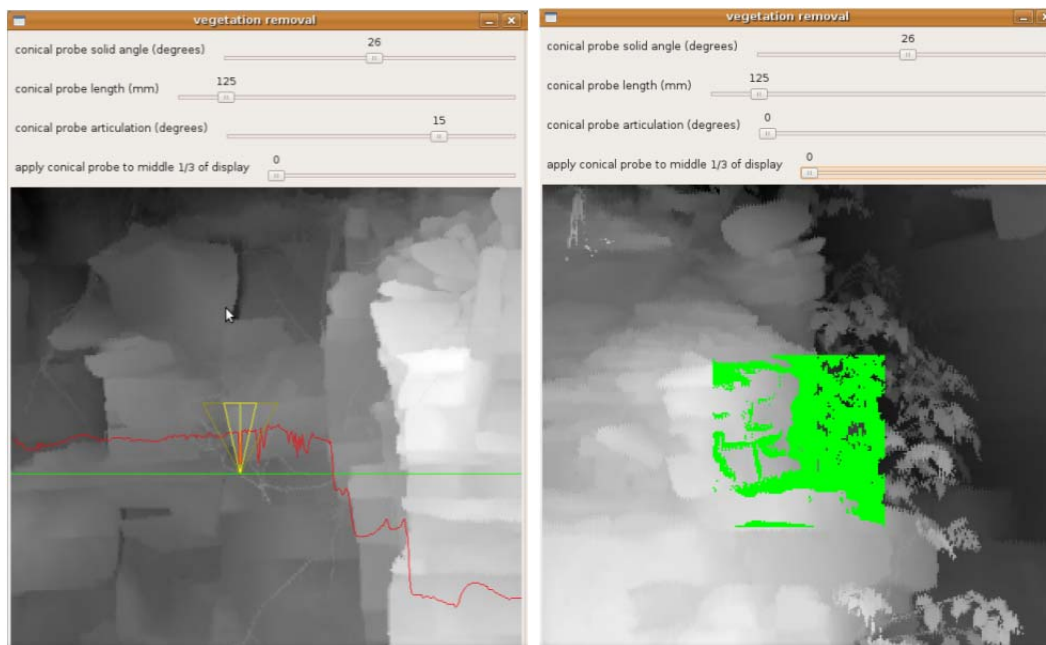 vegetation removal
conical probe solid angle (degrees)
26
conical probe length (mm)
125
conical probe articulation (degrees)
15
apply conical probe to middle 1/3 of display
0
vegetation removal
conical probe solid angle (degrees)
26
conical probe length (mm)
125
conical probe articulation (degrees)
0
apply conical probe to middle 1/3 of display
0